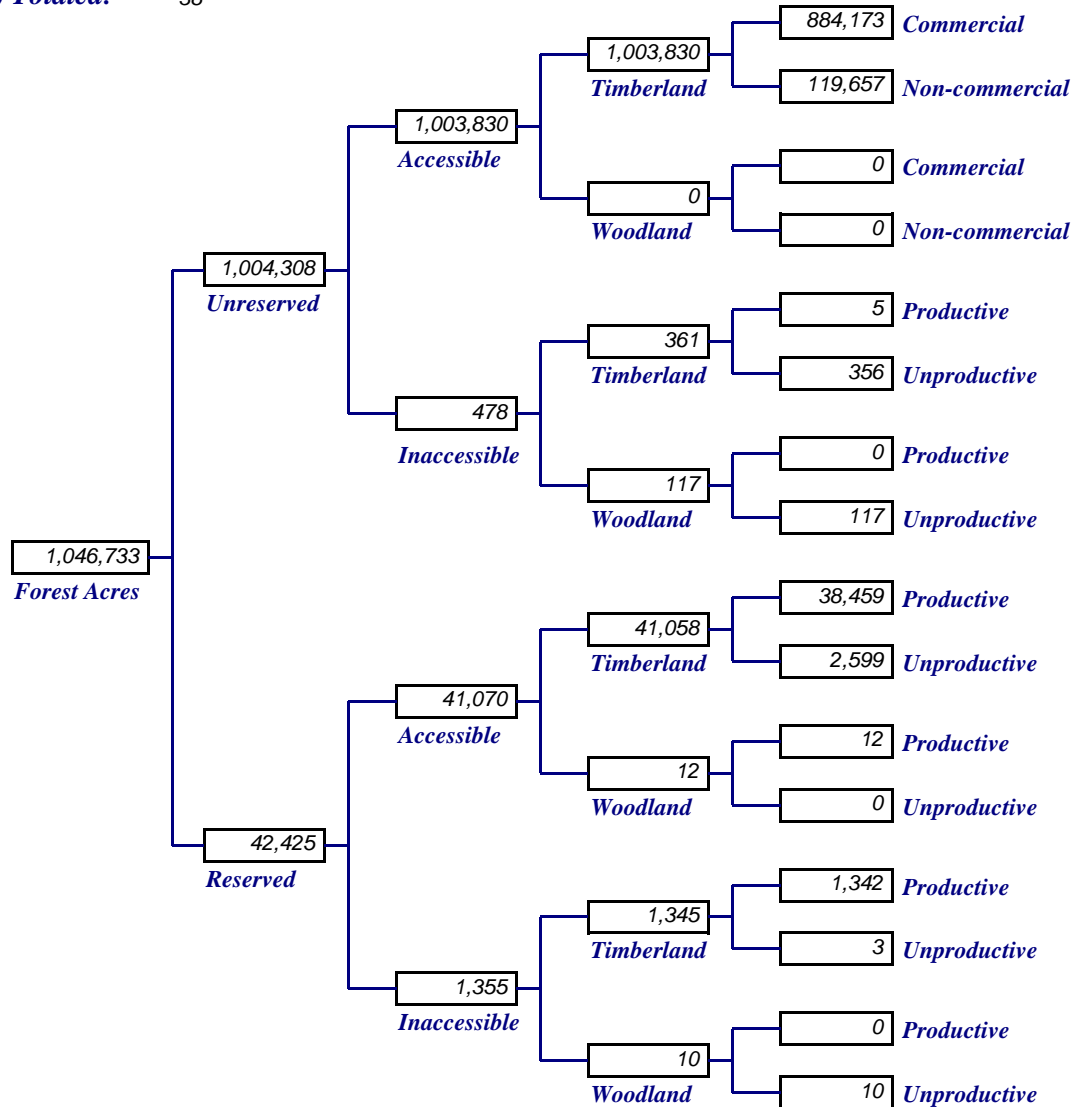 Totaled: 38
884,173 Commercial
1,003,830
Timberland
119,657 Non-commercial
1,003,830
Accessible
0 Commercial
0
Woodland
0 Non-commercial
1,004,308
Unreserved
5 Productive
361
Timberland
356 Unproductive
478
Inaccessible
0 Productive
117
Woodland
117 Unproductive
1,046,733
Forest Acres
38,459 Productive
41,058
Timberland
2,599 Unproductive
41,070
Accessible
12 Productive
12
Woodland
0 Unproductive
42,425
Reserved
1,342 Productive
1,345
Timberland
3 Unproductive
1,355
Inaccessible
0 Productive
10
Woodland
10 Unproductive